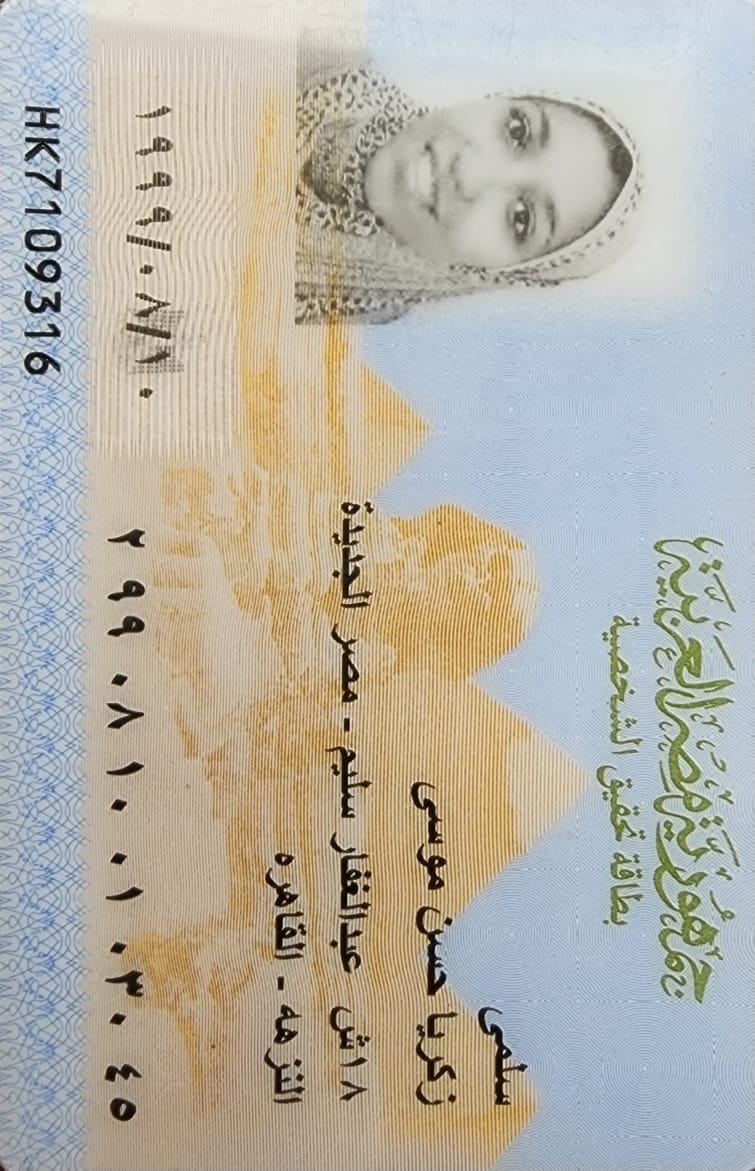 جمهورية مصر العربية
بطاقة تحقيق الشخصية
سلمى
زكريا حسن موسى
١٨ش عبدالغفار سليم - مصر الجديدة
النزهه - القاهره
١٩٩٩/٠٨/١٠
٢٩٩٠٨١٠٠١٠٣٠٤٥
HK7109316